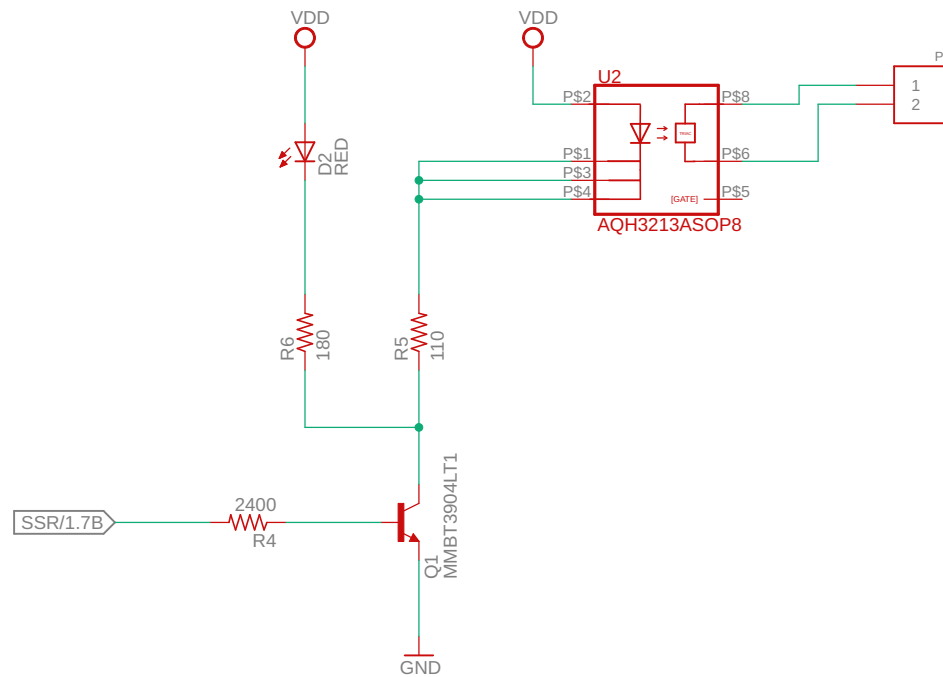 VDD
VDD
P
U2
P$2
P$8
1
2
D2
RED
P$1
P$6
P$3
P$4
[GATE]
P$5
AQH3213ASOP8
R6
180
R5
110
2400
SSR/1.7B
R4
Q1
MMBT3904LT1
GND